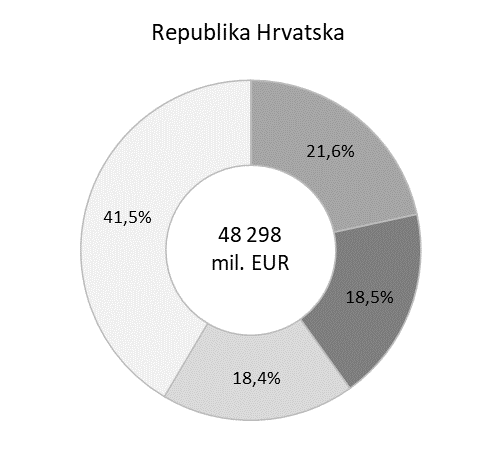 Republika Hrvatska
21,6%
41,5%
48 298
mil. EUR
18,5%
18,4%